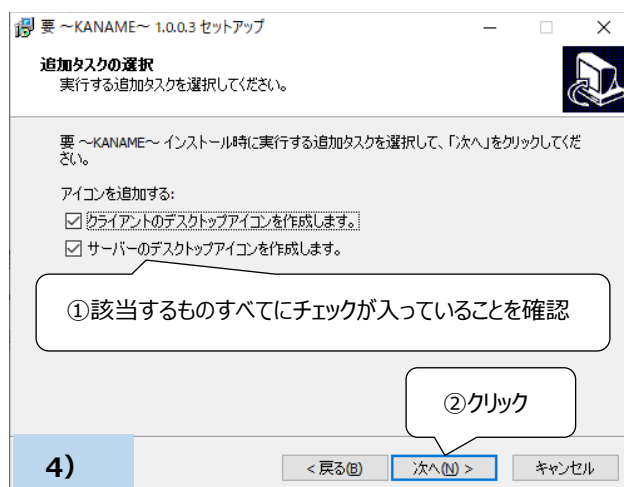 要 ～KANAME～ 1.0.0.3 セットアップ
追加タスクの選択
実行する追加タスクを選択してください。
要 ～KANAME～ インストール時に実行する追加タスクを選択して、「次へ」をクリックしてくだ
さい。
アイコンを追加する:
クライアントのデスクトップアイコンを作成します。
サーバーのデスクトップアイコンを作成します。
①該当するものすべてにチェックが入っていることを確認
②クリック
4）
< 戻る(B) 次へ(N) > キャンセル